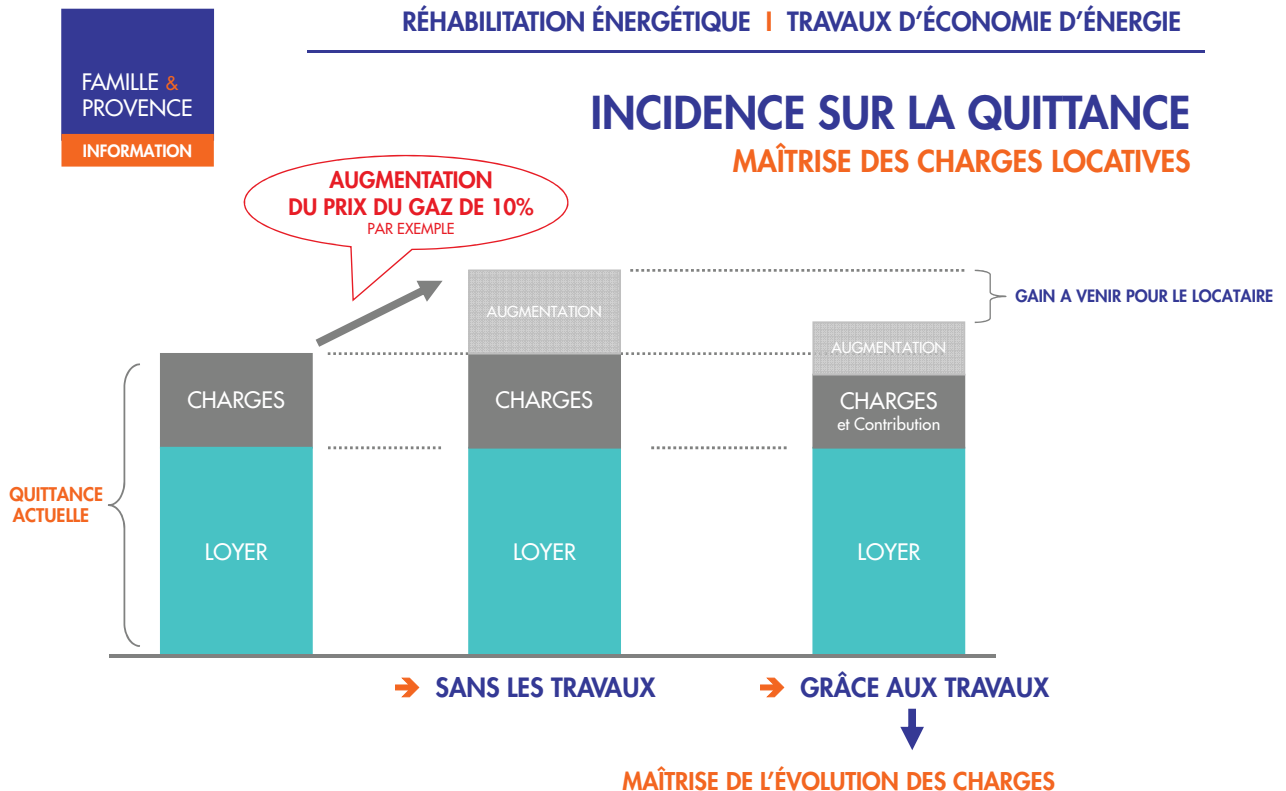 RÉHABILITATION ÉNERGÉTIQUE I TRAVAUX D'ÉCONOMIE D'ÉNERGIE
FAMILLE &
PROVENCE
INFORMATION
INCIDENCE SUR LA QUITTANCE
MAÎTRISE DES CHARGES LOCATIVES
AUGMENTATION
DU PRIX DU GAZ DE 10%
PAR EXEMPLE
GAIN A VENIR POUR LE LOCATAIRE
AUGMENTATION
AUGMENTATION
CHARGES
CHARGES
CHARGES
et Contribution
QUITTANCE
ACTUELLE
LOYER
LOYER
LOYER
➔ SANS LES TRAVAUX
➔ GRÂCE AUX TRAVAUX
MAÎTRISE DE L'ÉVOLUTION DES CHARGES